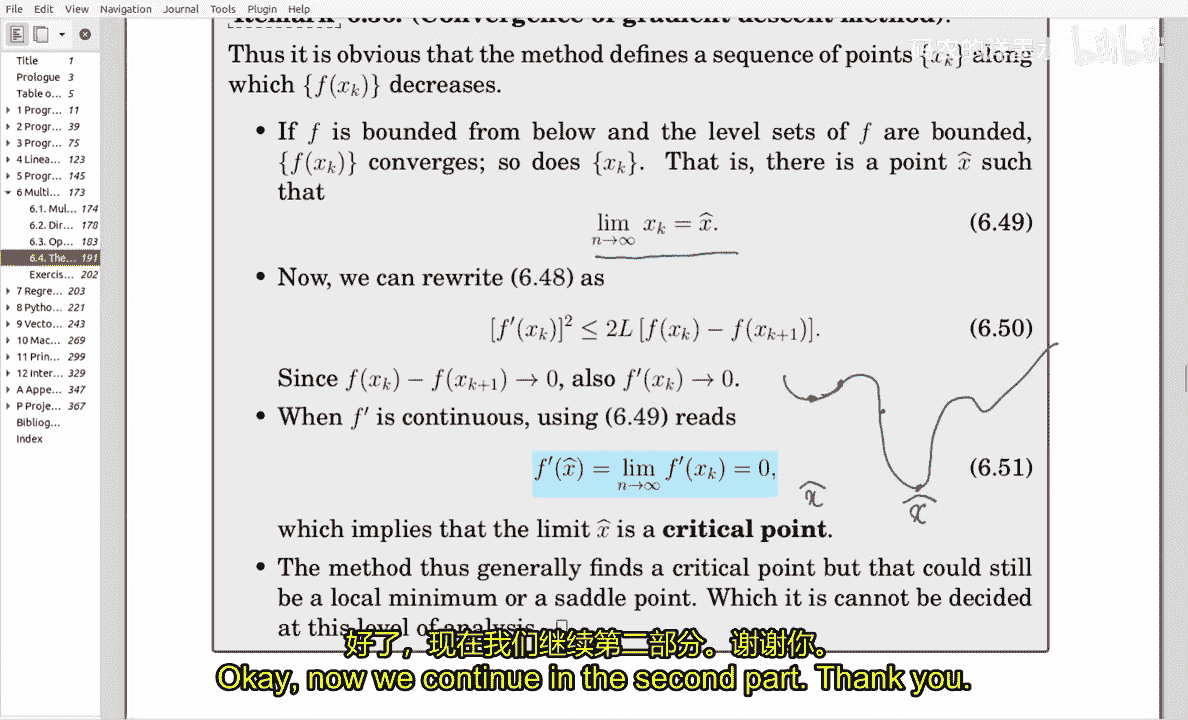 File Edit View Navigation Journal Tools Plugin Help
Title 1
Prologue 3
Table o... 5
1 Progr... 11
2 Progr... 39
3 Progr... 75
4 Linea... 123
5 Progr... 145
6 Multi... 173
6.1. Mul... 174
6.2. Dir... 178
6.3. Op... 183
6.4. The... 191
Exercis... 202
7 Regre... 203
8 Pytho... 221
9 Vecto... 243
10 Mac... 269
11 Prin... 299
12 Inter... 329
A Appe... 347
P Proje... 367
Bibliog...
Index
(Convergence of gradient descent method).
Thus it is obvious that the method defines a sequence of points {x_k} along
which {f(x_k)} decreases.
• If f is bounded from below and the level sets of f are bounded,
{f(x_k)} converges; so does {x_k}. That is, there is a point x̂ such
that
lim_{n→∞} x_k = x̂. (6.49)
• Now, we can rewrite (6.48) as
[f′(x_k)]² ≤ 2L [f(x_k) − f(x_{k+1})]. (6.50)
Since f(x_k) − f(x_{k+1}) → 0, also f′(x_k) → 0.
• When f′ is continuous, using (6.49) reads
f′(x̂) = lim_{n→∞} f′(x_k) = 0, (6.51)
x̂
x̂
which implies that the limit x̂ is a critical point.
• The method thus generally finds a critical point but that could still
be a local minimum or a saddle point. Which it is cannot be decided
at this level of analysis. □
好了，现在我们继续第二部分。谢谢你。
Okay, now we continue in the second part. Thank you.
bilibili